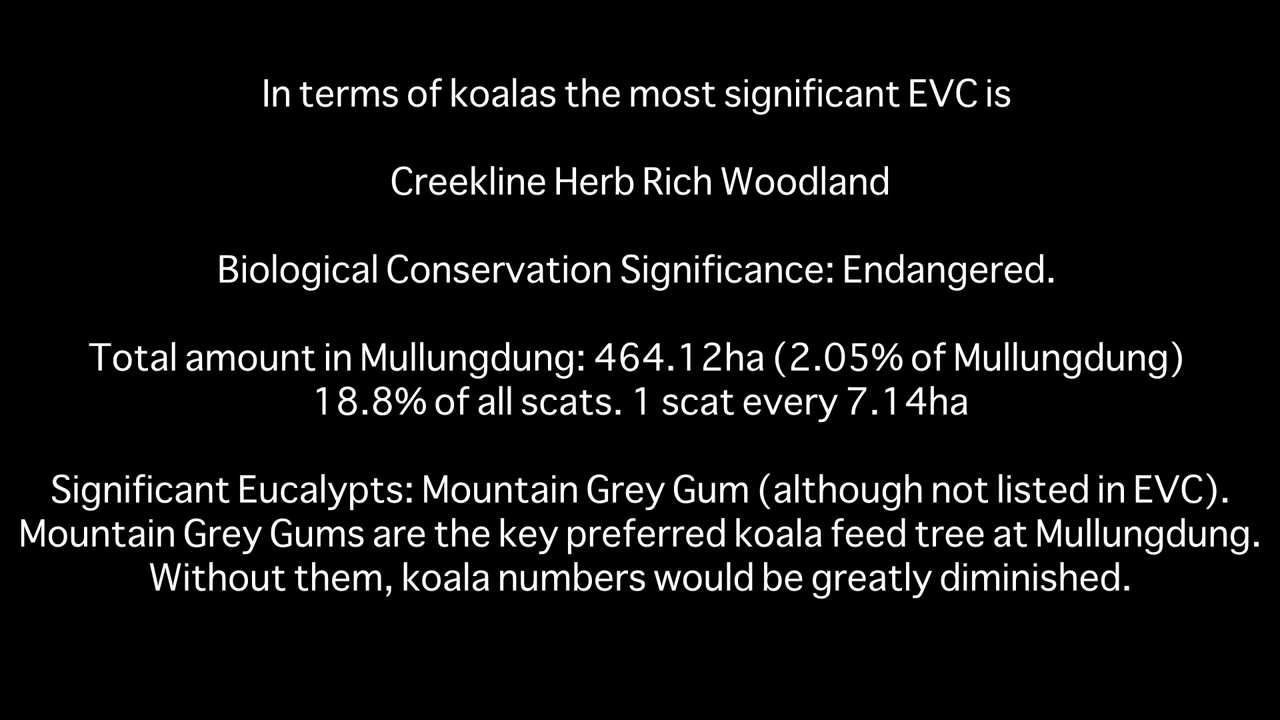 In terms of koalas the most significant EVC is
Creekline Herb Rich Woodland
Biological Conservation Significance: Endangered.
Total amount in Mullungdung: 464.12ha (2.05% of Mullungdung)
18.8% of all scats. 1 scat every 7.14ha
Significant Eucalypts: Mountain Grey Gum (although not listed in EVC).
Mountain Grey Gums are the key preferred koala feed tree at Mullungdung.
Without them, koala numbers would be greatly diminished.